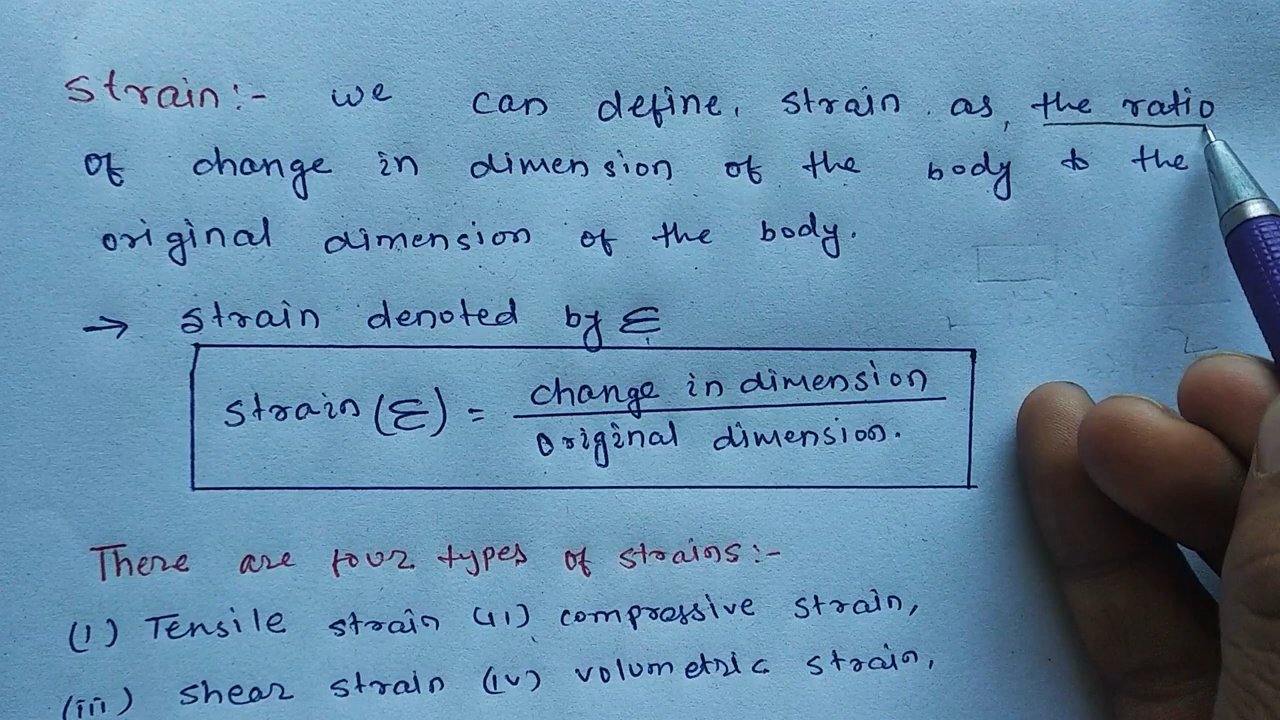 Strain:- we can define, strain as, the ratio
of change in dimension of the body to the
original dimension of the body.
→ strain denoted by Ɛ
strain (Ɛ) = change in dimension / original dimension.
There are four types of strains:-
(i) Tensile strain (ii) compressive strain,
(iii) shear strain (iv) volumetric strain,